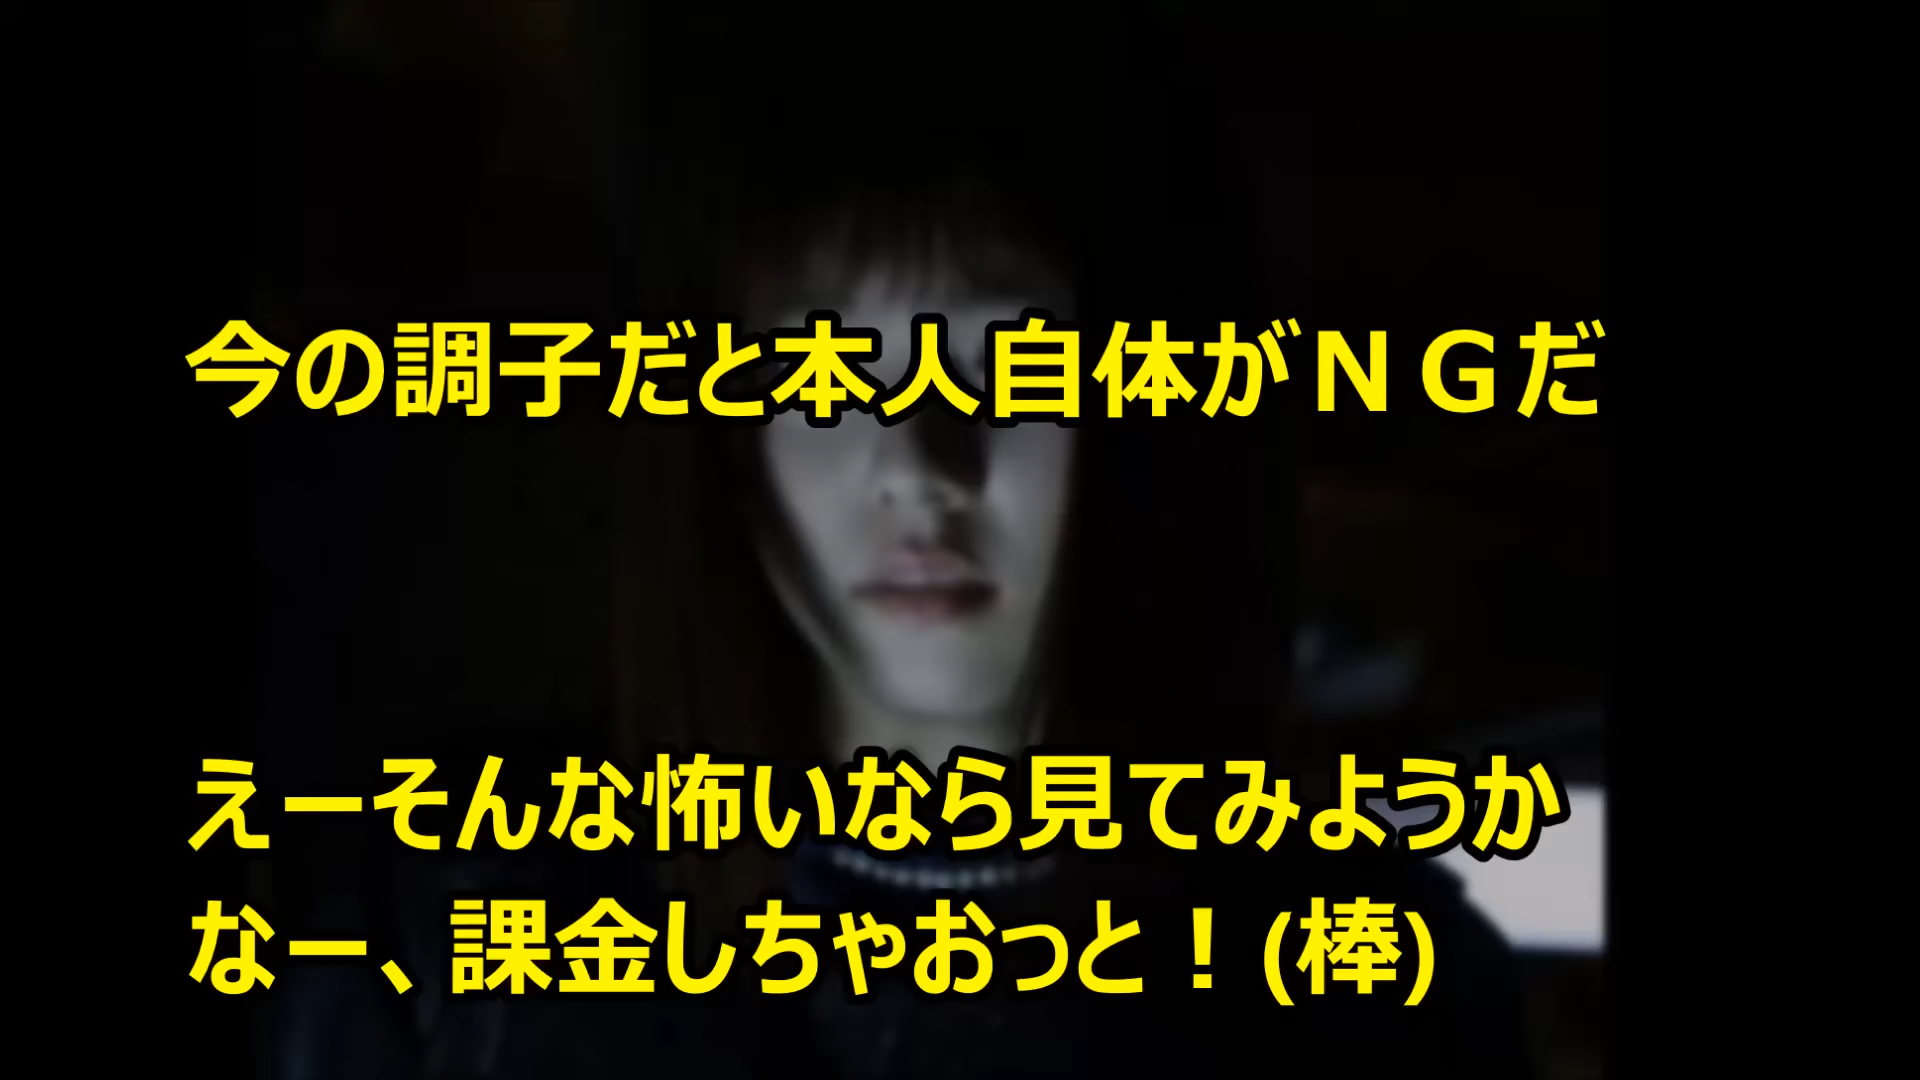 今の調子だと本人自体がＮＧだ
えーそんな怖いなら見てみようか
なー、課金しちゃおっと！(棒)